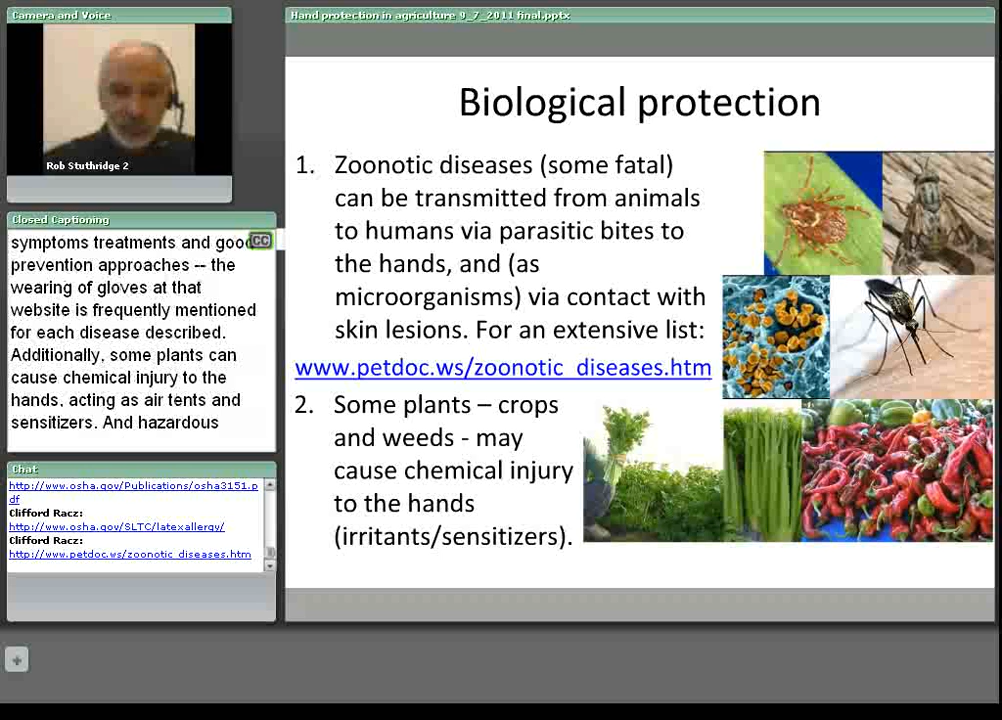 Camera and Voice
Rob Stuthridge 2
Closed Captioning
symptoms treatments and good
CC
prevention approaches -- the
wearing of gloves at that
website is frequently mentioned
for each disease described.
Additionally, some plants can
cause chemical injury to the
hands, acting as air tents and
sensitizers. And hazardous
Chat
http://www.osha.gov/Publications/osha3151.p
df
Clifford Racz:
http://www.osha.gov/SLTC/latexallergy/
Clifford Racz:
http://www.petdoc.ws/zoonotic_diseases.htm
Hand protection in agriculture 9_7_2011 final.pptx
Biological protection
1. Zoonotic diseases (some fatal)
can be transmitted from animals
to humans via parasitic bites to
the hands, and (as
microorganisms) via contact with
skin lesions. For an extensive list:
www.petdoc.ws/zoonotic_diseases.htm
2. Some plants – crops
and weeds - may
cause chemical injury
to the hands
(irritants/sensitizers).